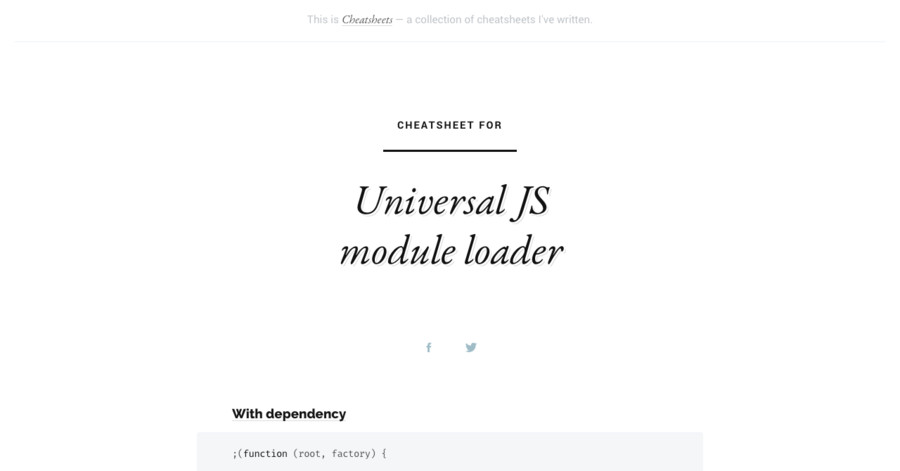 This is Cheatsheets — a collection of cheatsheets I've written.
CHEATSHEET FOR
Universal JS
module loader
With dependency
;(function (root, factory) {